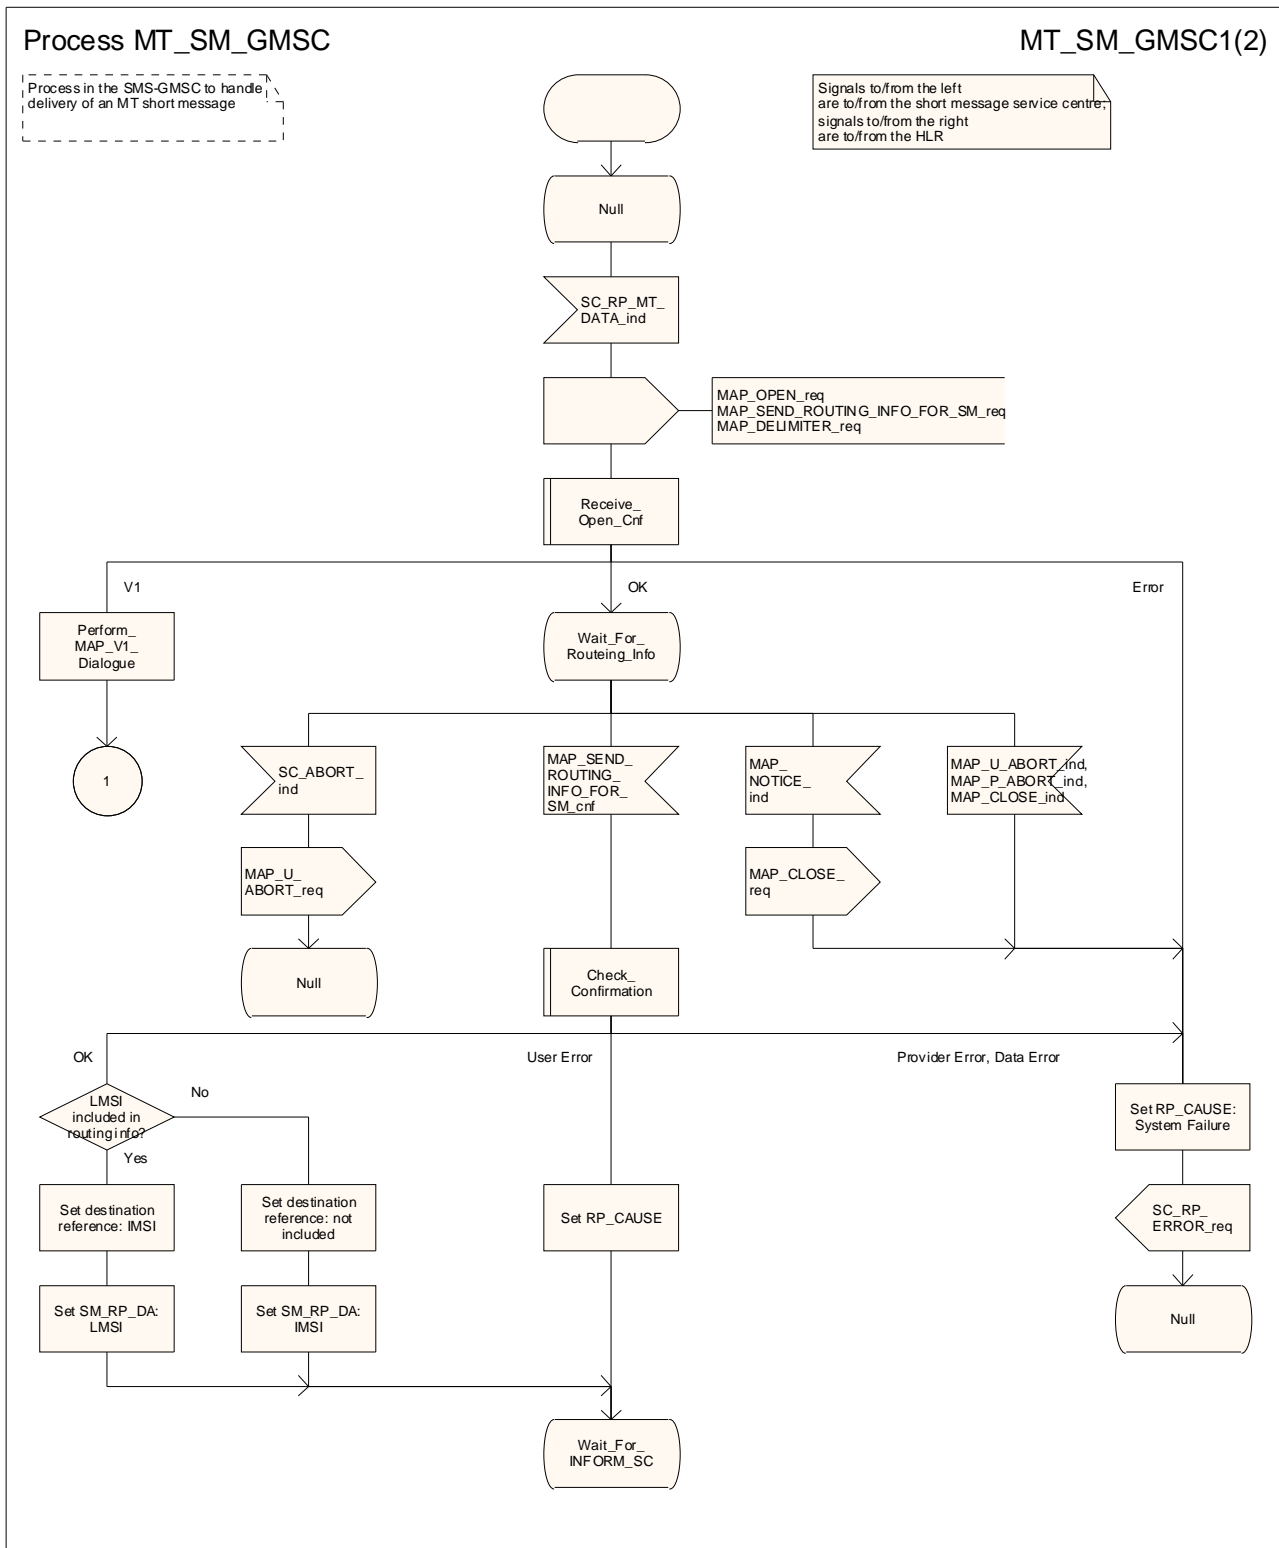 Process MT_SM_GMSC
MT_SM_GMSC1(2)
Process in the SMS-GMSC to handle
delivery of an MT short message
Signals to/from the left
are to/from the short message service centre;
signals to/from the right
are to/from the HLR
Null
SC_RP_MT_
DATA_ind
MAP_OPEN_req
MAP_SEND_ROUTING_INFO_FOR_SM_req
MAP_DELIMITER_req
Receive_
Open_Cnf
V1
OK
Error
Perform_
MAP_V1_
Dialogue
Wait_For_
Routeing_Info
1
SC_ABORT_
ind
MAP_SEND_
ROUTING_
INFO_FOR_
SM_cnf
MAP_
NOTICE_
ind
MAP_U_ABORT_ind,
MAP_P_ABORT_ind,
MAP_CLOSE_ind
MAP_U_
ABORT_req
MAP_CLOSE_
req
Null
Check_
Confirmation
OK
User Error
Provider Error, Data Error
LMSI
included in
routing info?
No
Yes
Set RP_CAUSE:
System Failure
Set destination
reference: IMSI
Set destination
reference: not
included
Set RP_CAUSE
SC_RP_
ERROR_req
Set SM_RP_DA:
LMSI
Set SM_RP_DA:
IMSI
Null
Wait_For_
INFORM_SC